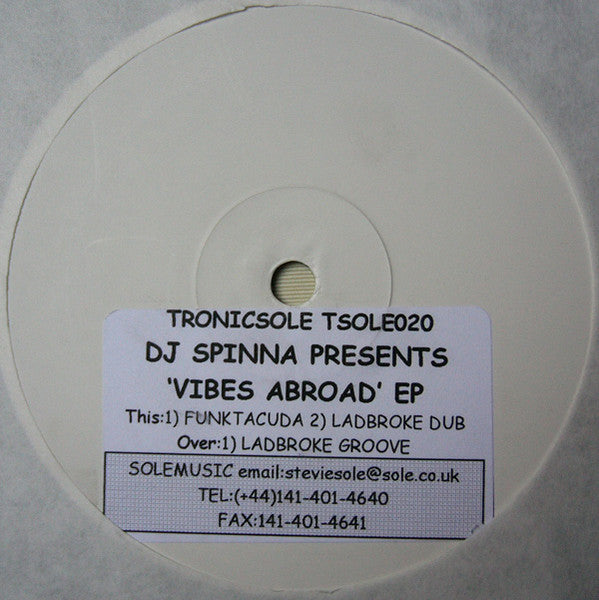 TRONICSOLE TSOLE020
DJ SPINNA PRESENTS
'VIBES ABROAD' EP
This:1) FUNKTACUDA 2) LADBROKE DUB
Over:1) LADBROKE GROOVE
SOLEMUSIC email:steviesole@sole.co.uk
TEL:(+44)141-401-4640
FAX:141-401-4641